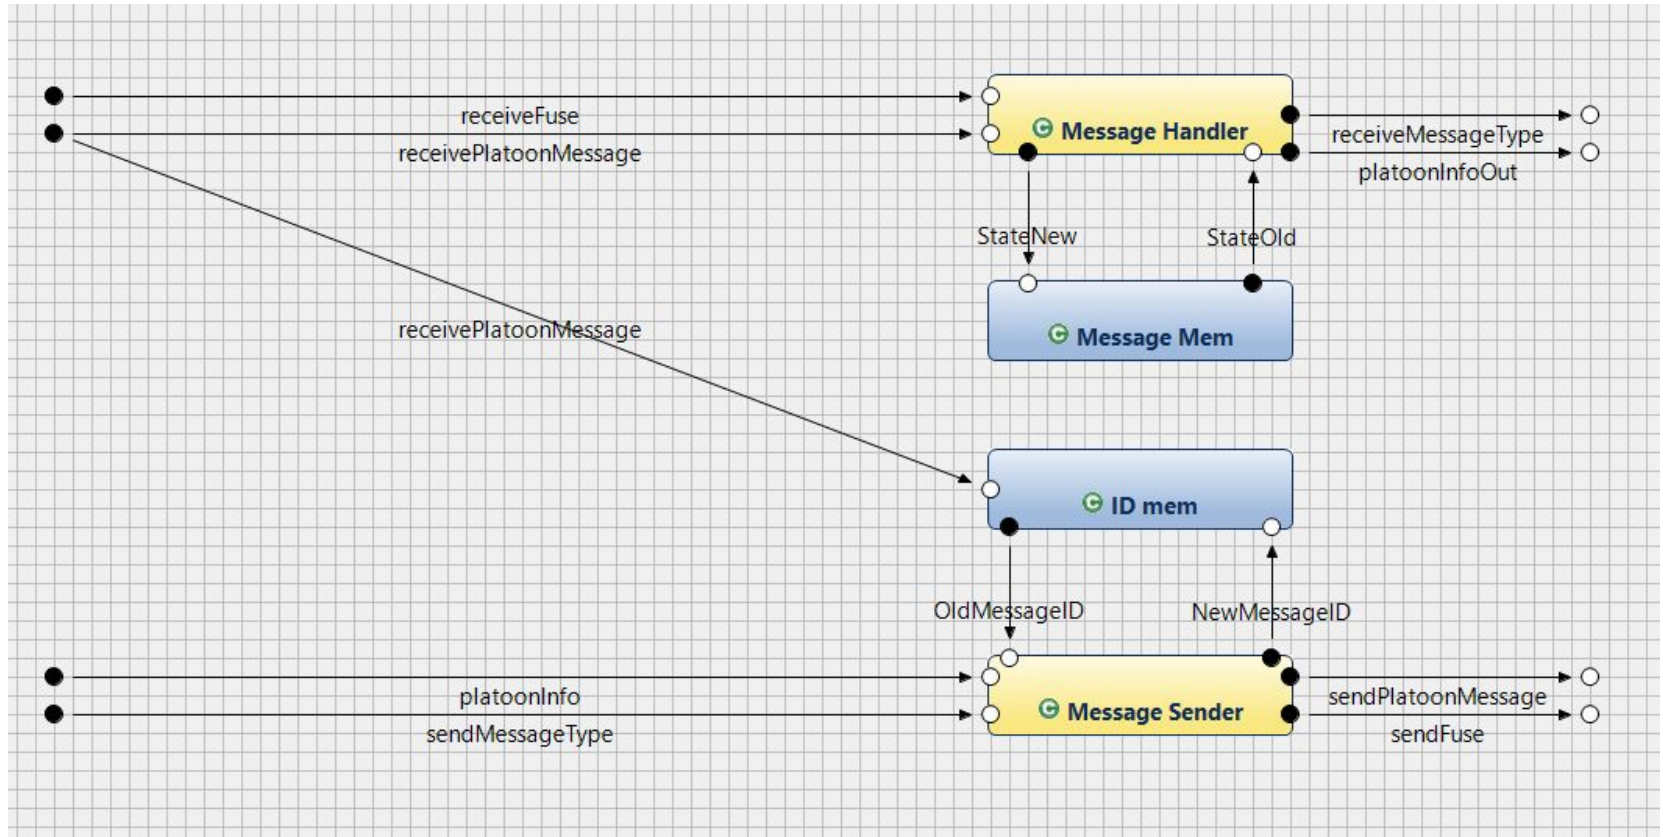 receiveFuse
receivePlatoonMessage
C Message Handler
receiveMessageType
platoonInfoOut
StateNew
StateOld
receivePlatoonMessage
C Message Mem
C ID mem
OldMessageID
NewMessageID
platoonInfo
sendMessageType
C Message Sender
sendPlatoonMessage
sendFuse